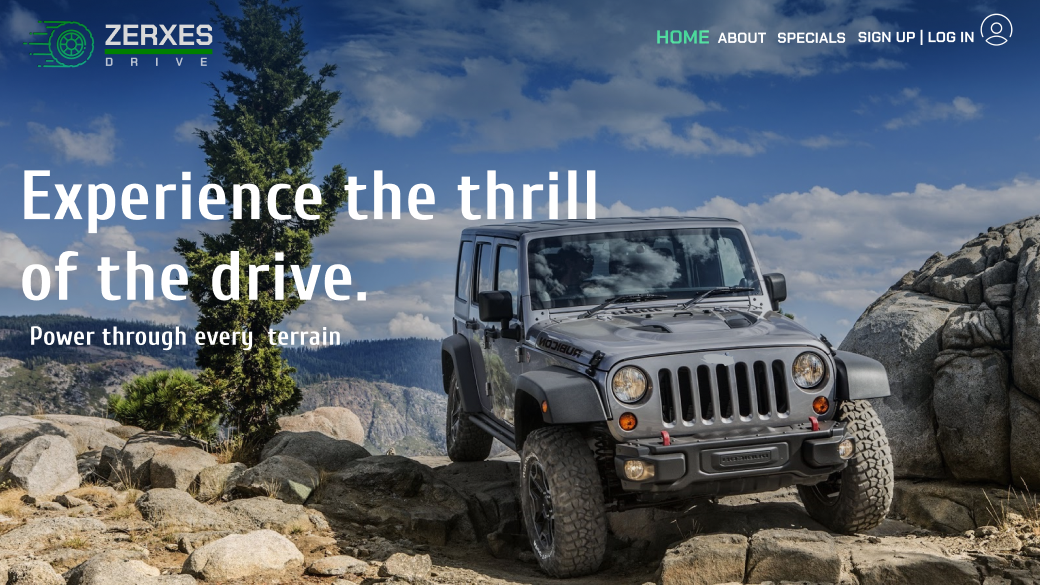 ZERXES
DRIVE
HOME ABOUT SPECIALS SIGN UP | LOG IN
Experience the thrill
of the drive.
Power through every terrain
RUBICON